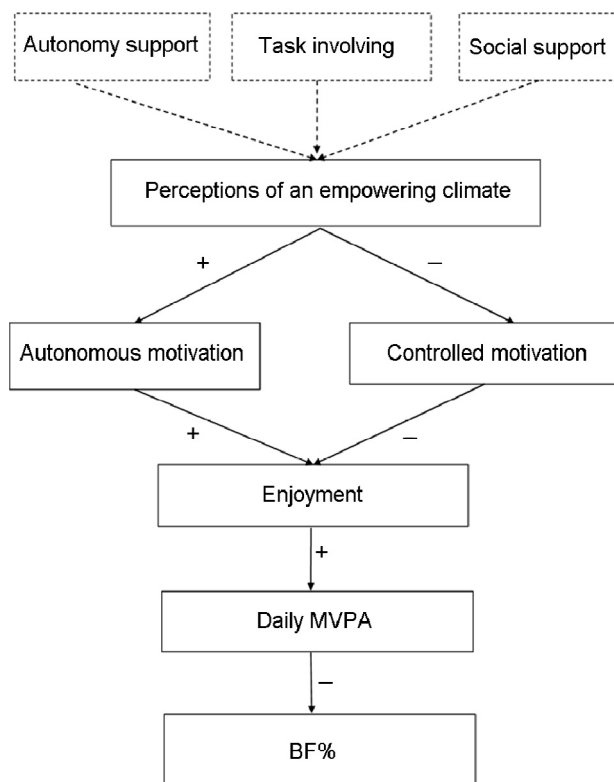 Autonomy support
Task involving
Social support
Perceptions of an empowering climate
+
–
Autonomous motivation
Controlled motivation
+
–
Enjoyment
+
Daily MVPA
–
BF%